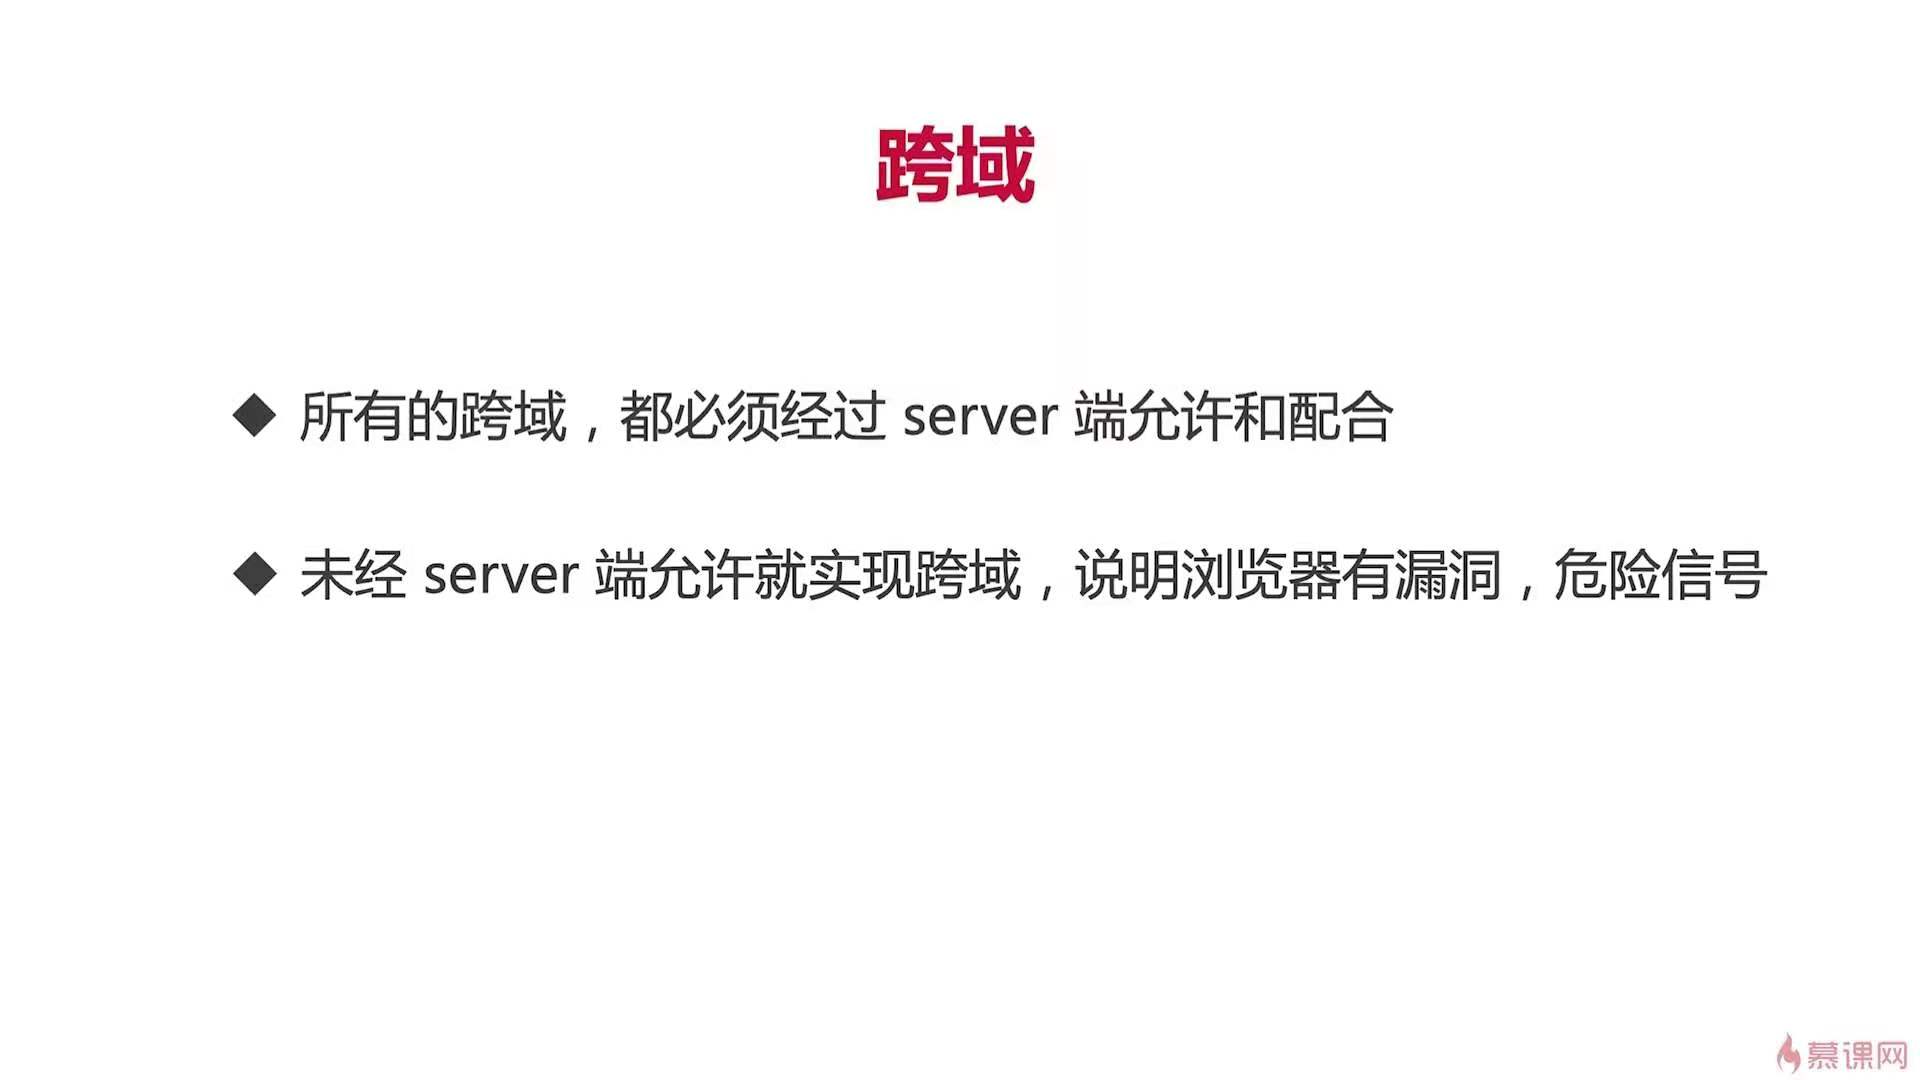 跨域
◆ 所有的跨域，都必须经过 server 端允许和配合
◆ 未经 server 端允许就实现跨域，说明浏览器有漏洞，危险信号
慕课网